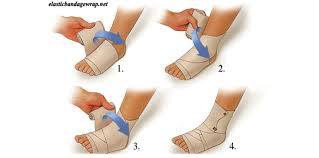 elasticbandagewrap.net
1.
2.
3.
4.